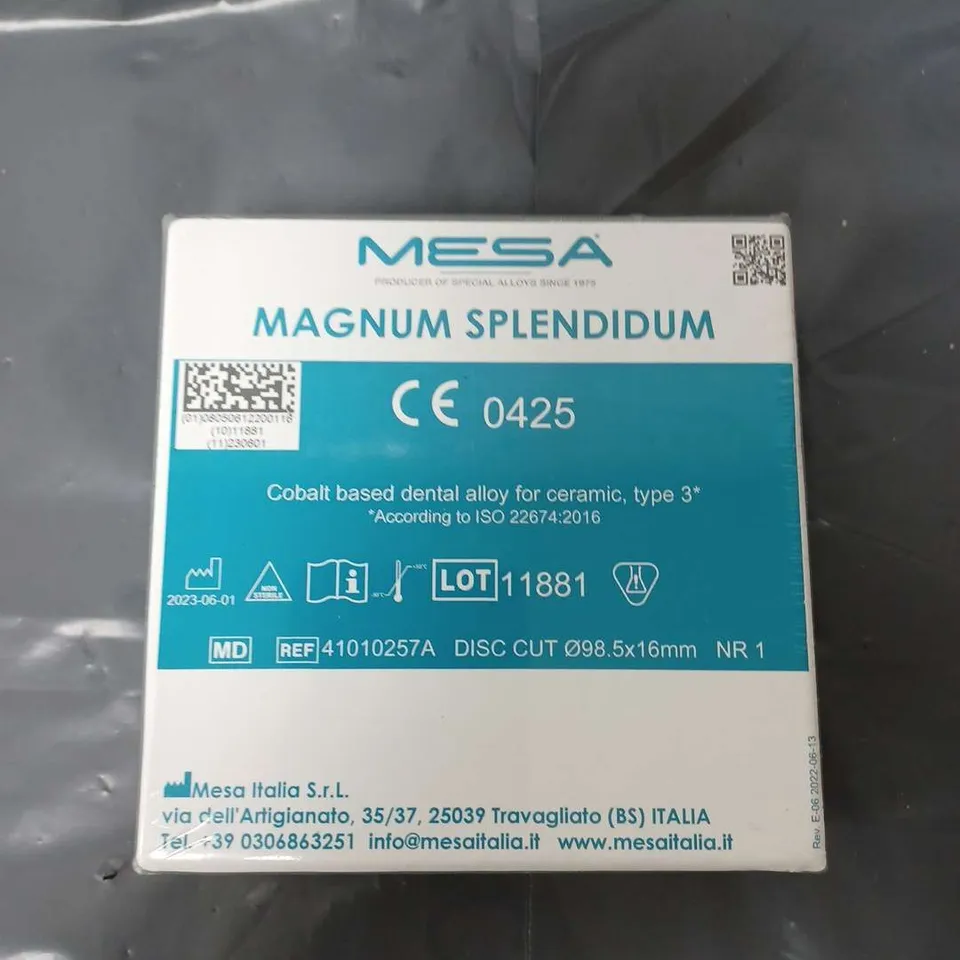 MESA
PRODUCER OF SPECIAL ALLOYS SINCE 1975
MAGNUM SPLENDIDUM
(01)08050612200116
(10)11881
(11)230601
CE 0425
Cobalt based dental alloy for ceramic, type 3*
*According to ISO 22674:2016
2023-06-01
NON STERILE
i
LOT 11881
MD REF 41010257A DISC CUT Ø98.5x16mm NR 1
Mesa Italia S.r.L.
via dell'Artigianato, 35/37, 25039 Travagliato (BS) ITALIA
Tel. +39 0306863251 info@mesaitalia.it www.mesaitalia.it
Rev. E-06 2022-06-13